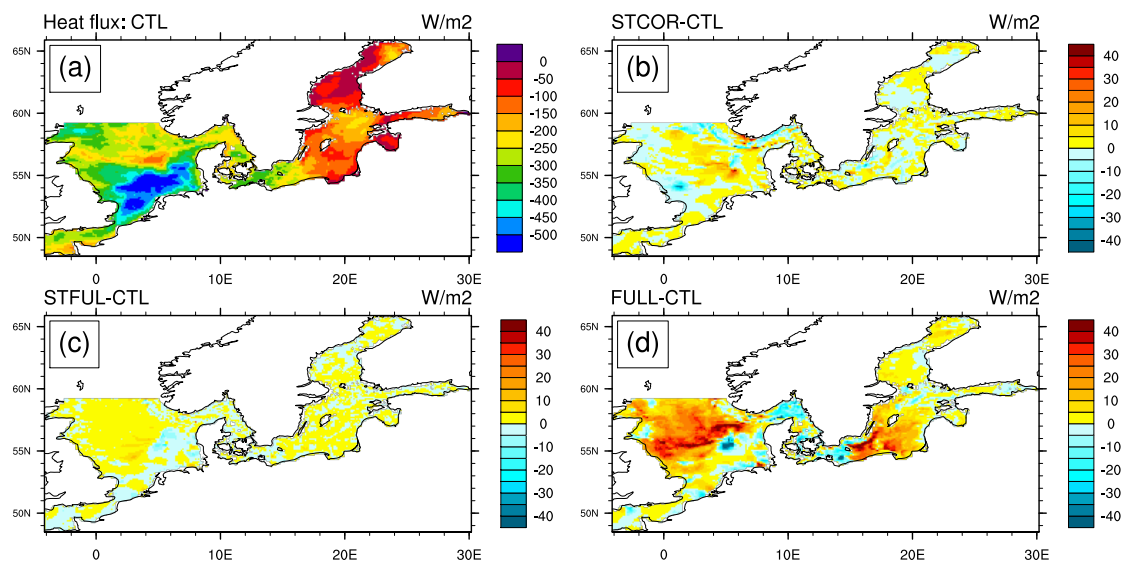 Heat flux: CTL W/m2
(a)
65N
60N
55N
50N
0 10E 20E 30E
0
-50
-100
-150
-200
-250
-300
-350
-400
-450
-500
STCOR-CTL W/m2
(b)
65N
60N
55N
50N
0 10E 20E 30E
40
30
20
10
0
-10
-20
-30
-40
STFUL-CTL W/m2
(c)
65N
60N
55N
50N
0 10E 20E 30E
40
30
20
10
0
-10
-20
-30
-40
FULL-CTL W/m2
(d)
65N
60N
55N
50N
0 10E 20E 30E
40
30
20
10
0
-10
-20
-30
-40